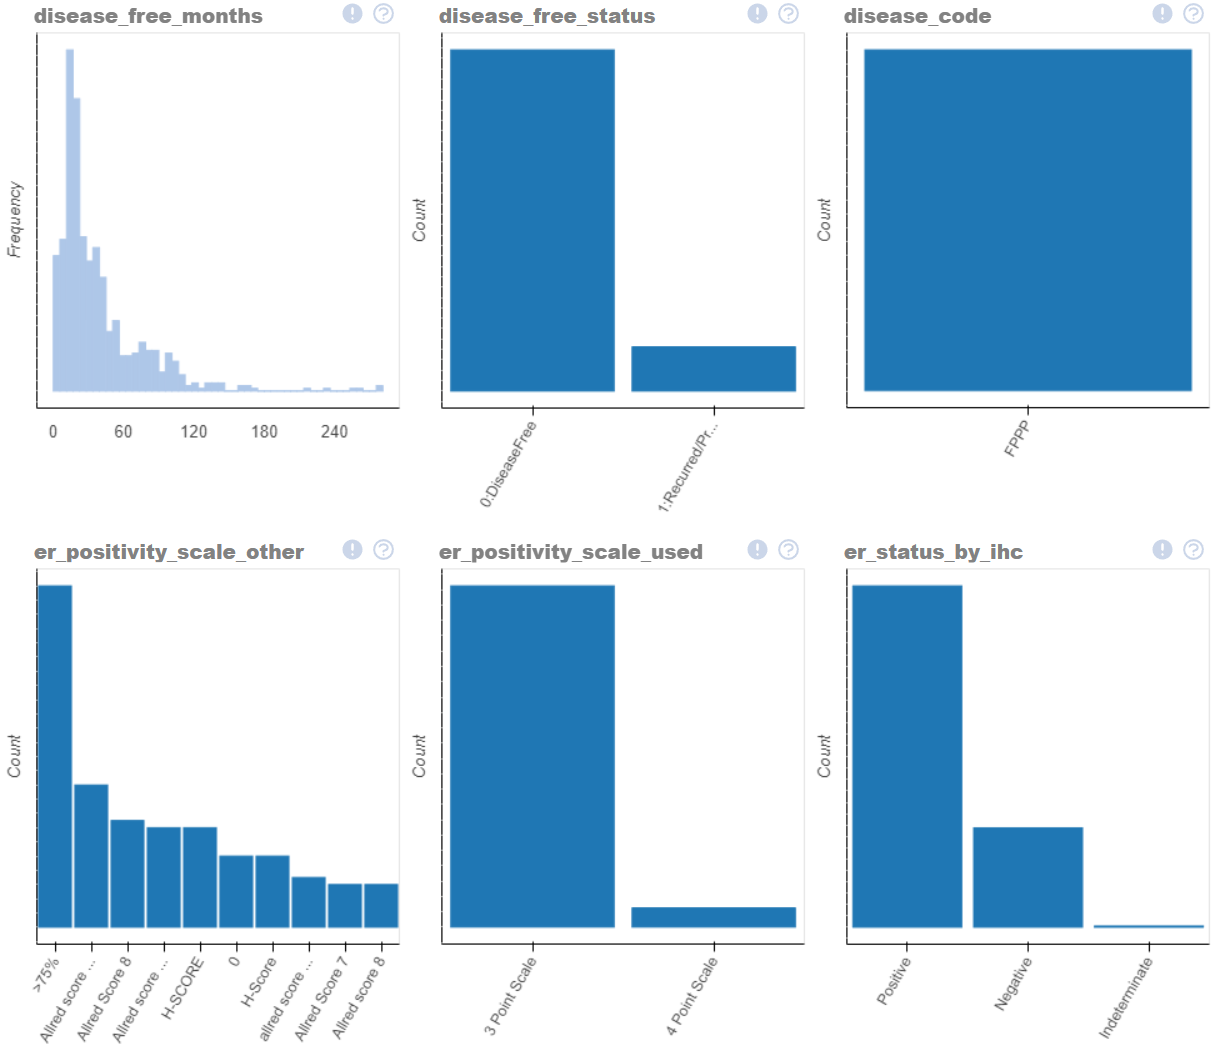 disease_free_months
disease_free_status
disease_code
Frequency
0 60 120 180 240
Count
0:DiseaseFree
1:Recurred/Pr...
Count
FPPP
er_positivity_scale_other
er_positivity_scale_used
er_status_by_ihc
Count
>75%
Allred score ...
Allred Score 8
Allred score ...
H-SCORE
0
H-Score
allred score ...
Allred Score 7
Allred score 8
Count
3 Point Scale
4 Point Scale
Count
Positive
Negative
Indeterminate